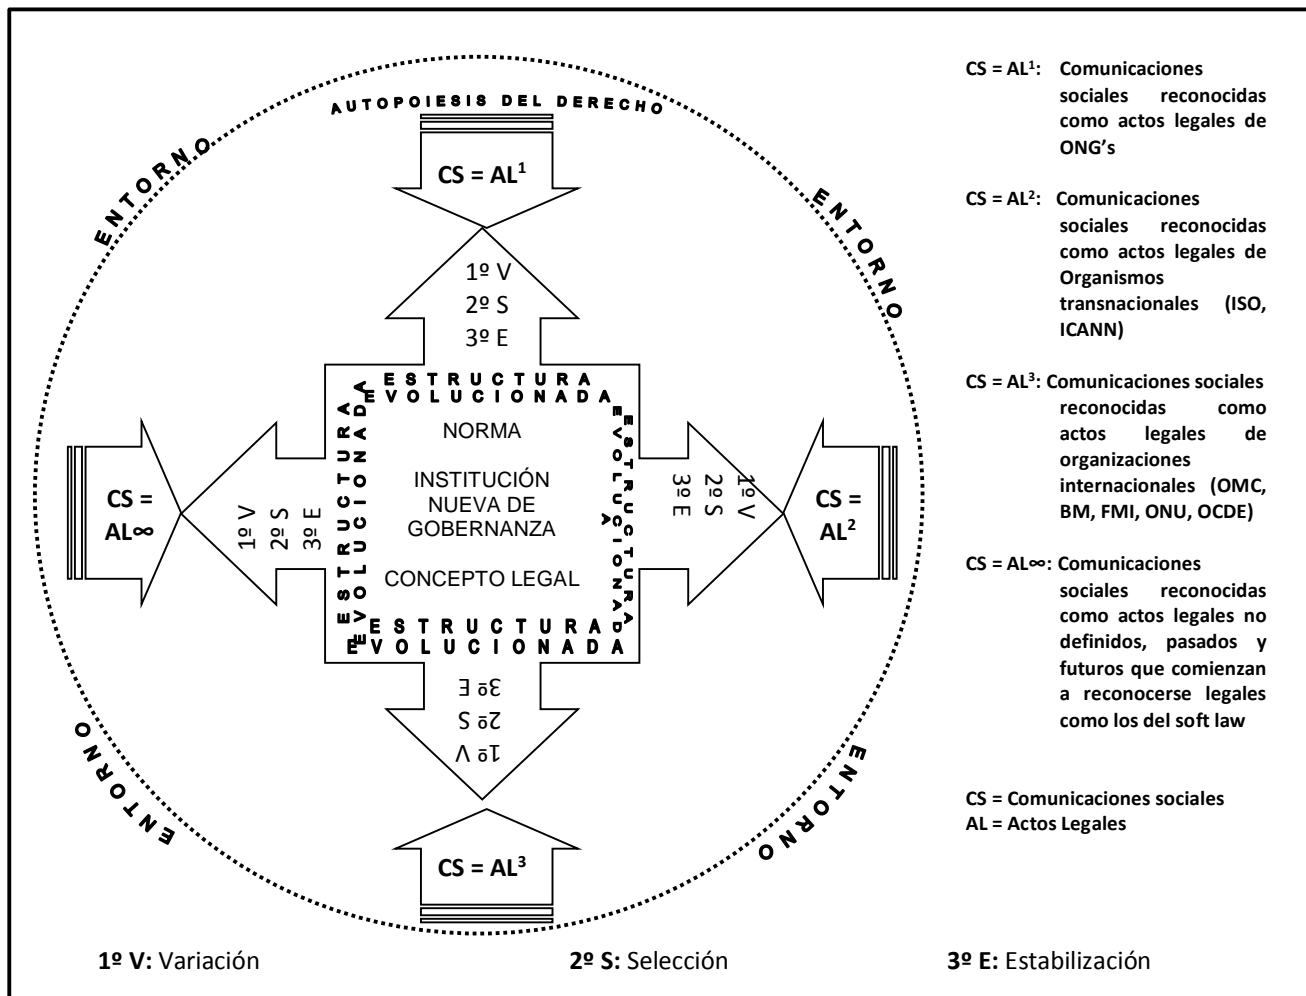 AUTOPOIESIS DEL DERECHO
ENTORNO
ENTORNO
CS = AL¹
1º V
2º S
3º E
ESTRUCTURA
EVOLUCIONADA
ESTRUCTURA
EVOLUCIONADA
NORMA
INSTITUCIÓN
NUEVA DE
GOBERNANZA
CONCEPTO LEGAL
ESTRUCTURA
EVOLUCIONADA
ESTRUCTURA
EVOLUCIONADA
CS =
AL∞
1º V
2º S
3º E
1º V
2º S
3º E
CS =
AL²
3º E
2º S
1º V
CS = AL³
ENTORNO
ENTORNO
CS = AL¹: Comunicaciones
sociales reconocidas
como actos legales de
ONG’s
CS = AL²: Comunicaciones
sociales reconocidas
como actos legales de
Organismos
transnacionales (ISO,
ICANN)
CS = AL³: Comunicaciones sociales
reconocidas como
actos legales de
organizaciones
internacionales (OMC,
BM, FMI, ONU, OCDE)
CS = AL∞: Comunicaciones
sociales reconocidas
como actos legales no
definidos, pasados y
futuros que comienzan
a reconocerse legales
como los del soft law
CS = Comunicaciones sociales
AL = Actos Legales
1º V: Variación
2º S: Selección
3º E: Estabilización